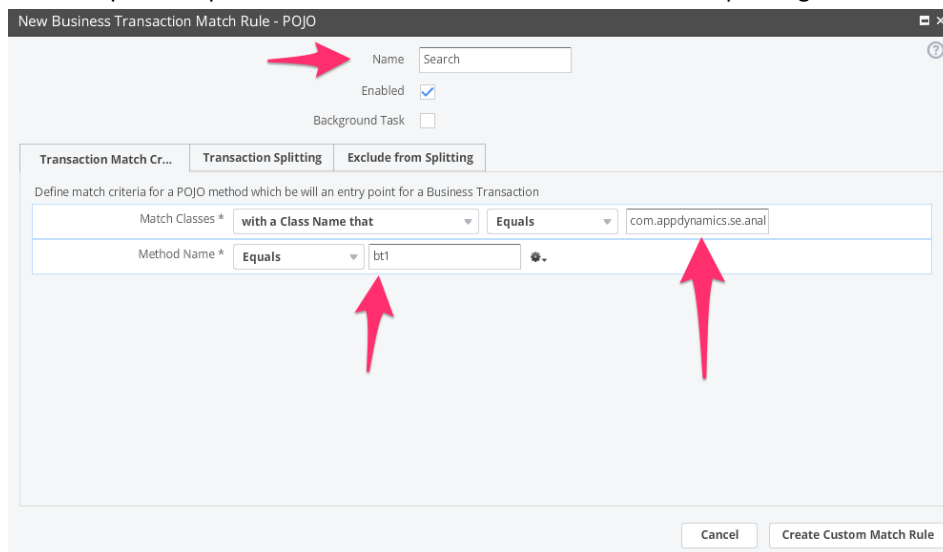 New Business Transaction Match Rule - POJO
Name Search
Enabled
Background Task
Transaction Match Cr... Transaction Splitting Exclude from Splitting
Define match criteria for a POJO method which be will an entry point for a Business Transaction
Match Classes * with a Class Name that Equals com.appdynamics.se.anal
Method Name * Equals bt1
Cancel Create Custom Match Rule